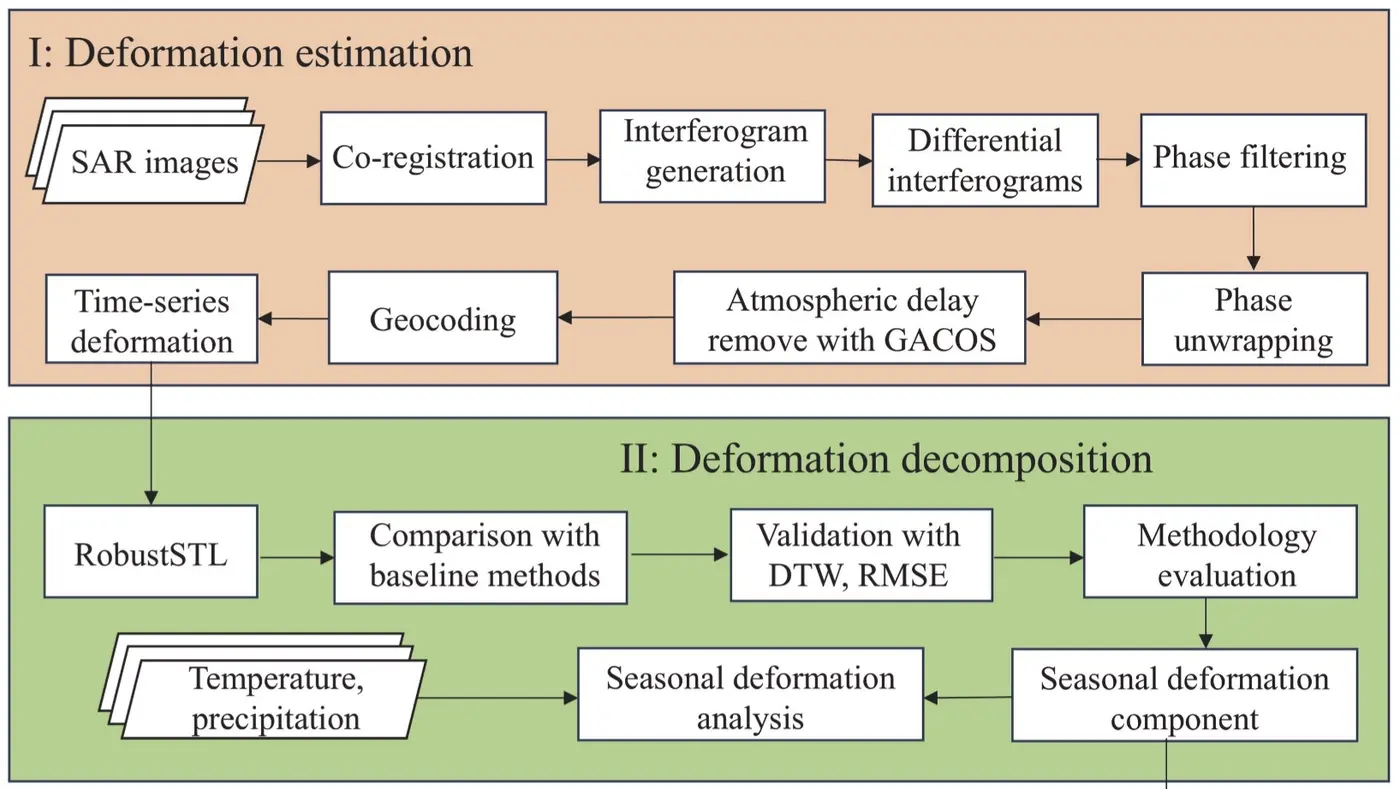 I: Deformation estimation
SAR images
Co-registration
Interferogram
generation
Differential
interferograms
Phase filtering
Time-series
deformation
Geocoding
Atmospheric delay
remove with GACOS
Phase
unwrapping
II: Deformation decomposition
RobustSTL
Comparison with
baseline methods
Validation with
DTW, RMSE
Methodology
evaluation
Temperature,
precipitation
Seasonal deformation
analysis
Seasonal deformation
component